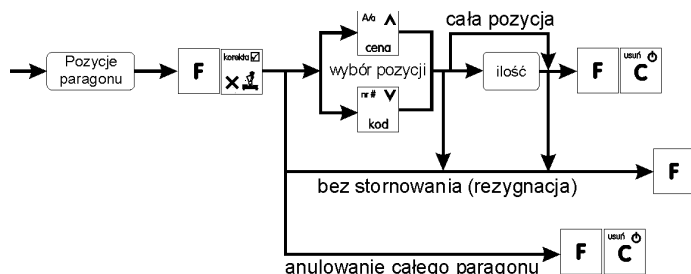 cała pozycja
A/a
cena
usuń
Pozycje
paragonu
F
korekta
wybór pozycji
ilość
F
C
nr #
kod
F
bez stornowania (rezygnacja)
usuń
F
C
anulowanie całego paragonu